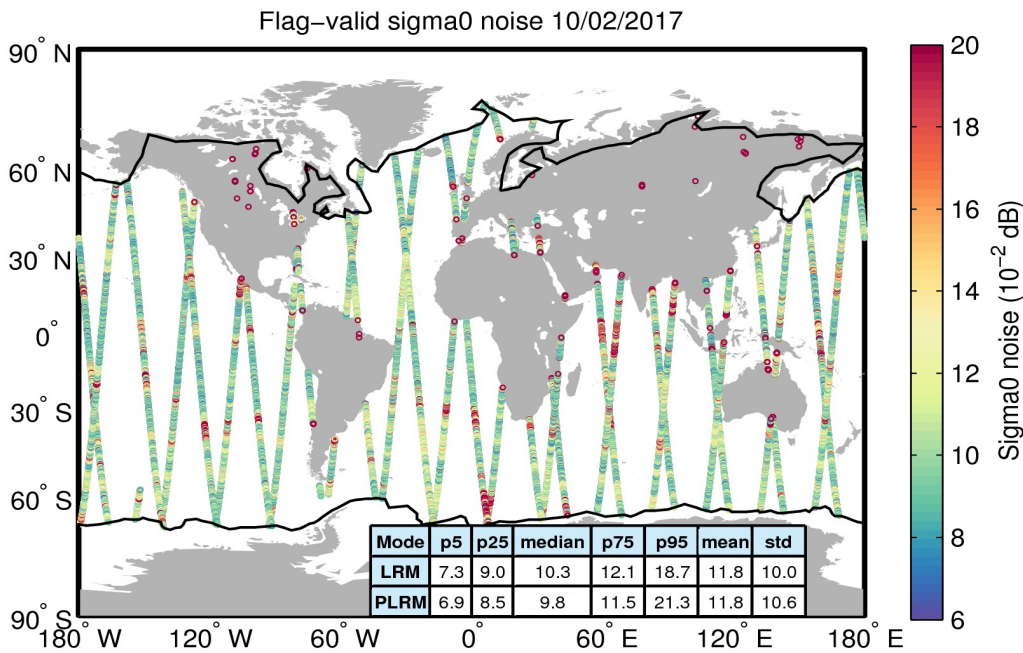 Flag−valid sigma0 noise 10/02/2017
90° N
60° N
30° N
0°
30° S
60° S
90° S
180° W
120° W
60° W
0°
60° E
120° E
180° E
Mode p5 p25 median p75 p95 mean std
LRM 7.3 9.0 10.3 12.1 18.7 11.8 10.0
PLRM 6.9 8.5 9.8 11.5 21.3 11.8 10.6
20
18
16
14
12
10
8
6
Sigma0 noise (10⁻² dB)